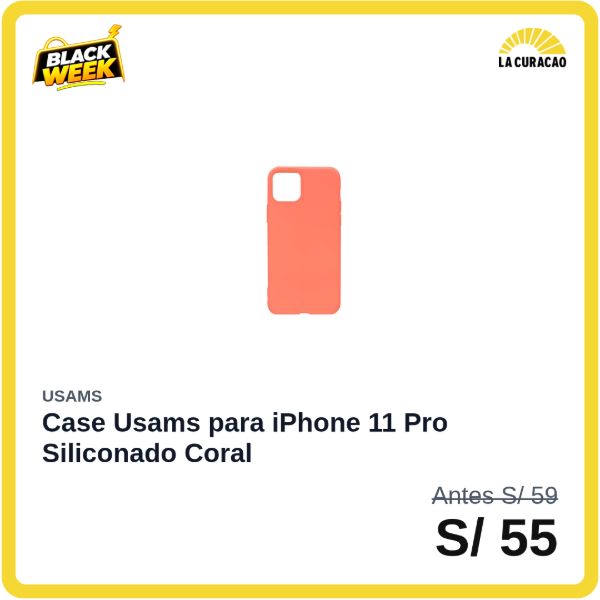 BLACK
WEEK
LA CURACAO
USAMS
Case Usams para iPhone 11 Pro
Siliconado Coral
Antes S/ 59
S/ 55